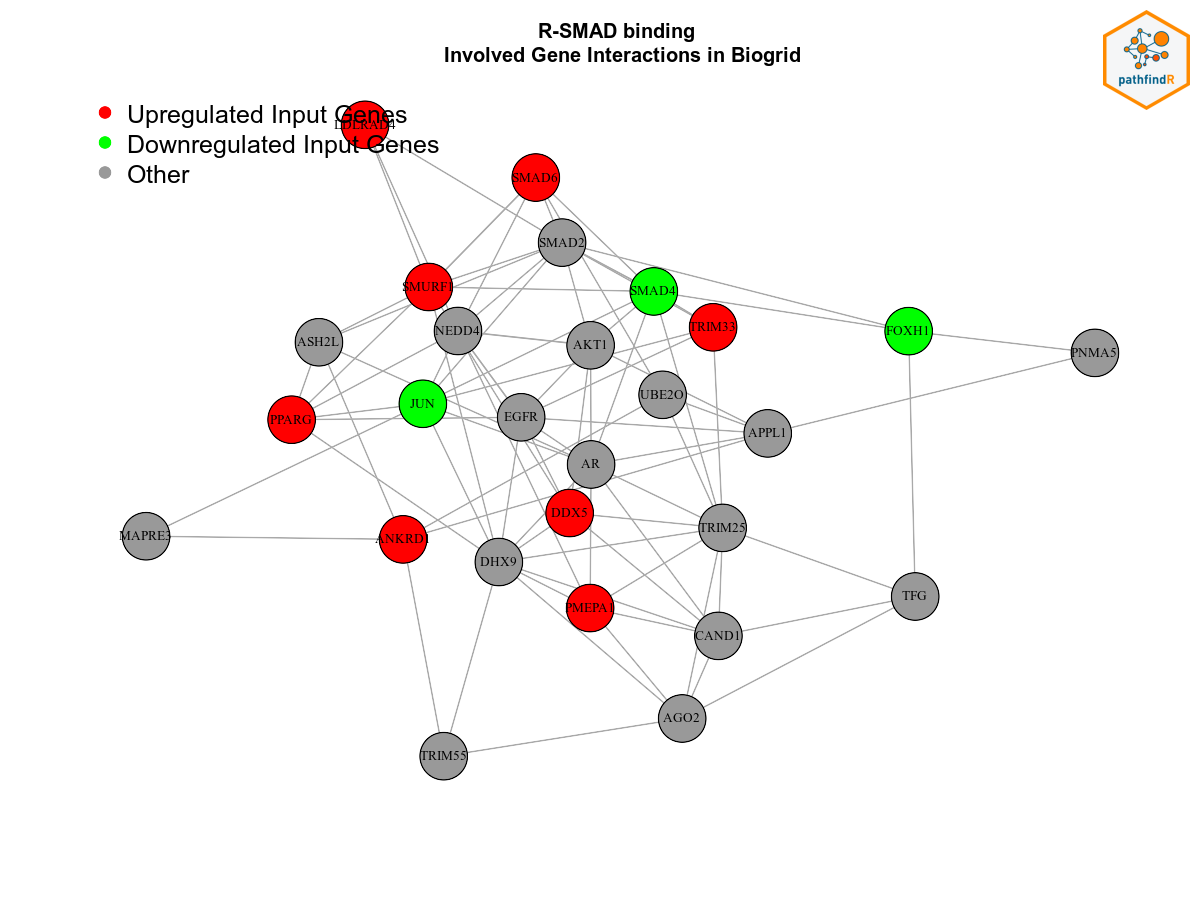 R-SMAD binding
Involved Gene Interactions in Biogrid
pathfindR
Upregulated Input Genes
Downregulated Input Genes
Other
LDLRAD4
SMAD6
SMAD2
SMURF1
SMAD4
TRIM33
FOXH1
NEDD4
ASH2L
AKT1
PNMA5
UBE2O
JUN
PPARG
EGFR
APPL1
AR
DDX5
TRIM25
MAPRE3
ANKRD1
DHX9
TFG
PMEPA1
CAND1
AGO2
TRIM55